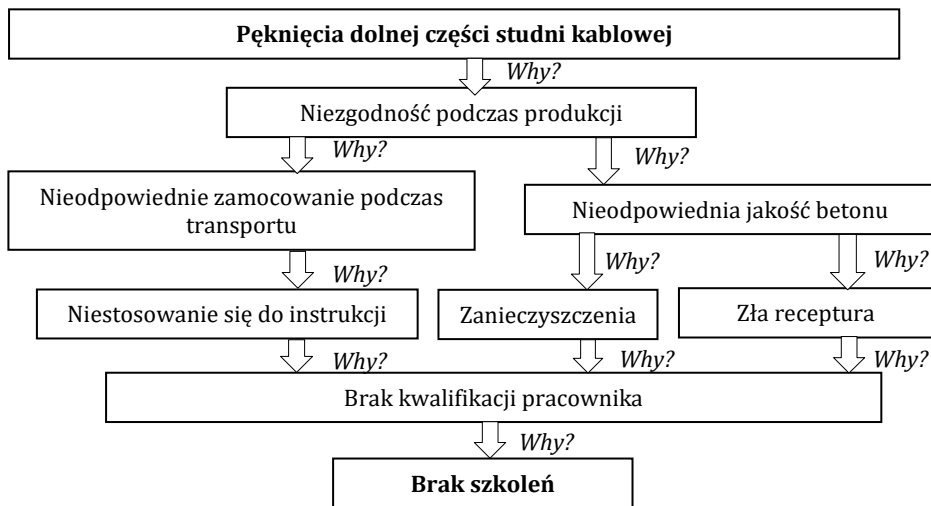 Pęknięcia dolnej części studni kablowej
Why?
Niezgodność podczas produkcji
Why?
Why?
Nieodpowiednie zamocowanie podczas
transportu
Nieodpowiednia jakość betonu
Why?
Why?
Why?
Niestosowanie się do instrukcji
Zanieczyszczenia
Zła receptura
Why?
Why?
Why?
Brak kwalifikacji pracownika
Why?
Brak szkoleń